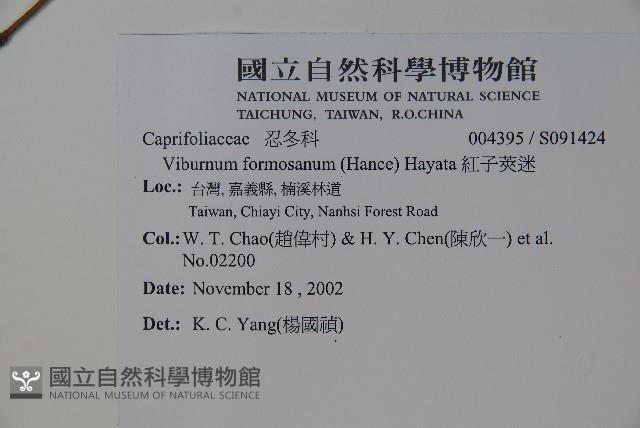 國立自然科學博物館
NATIONAL MUSEUM OF NATURAL SCIENCE
TAICHUNG, TAIWAN, R.O.CHINA
Caprifoliaceae 忍冬科 004395 / S091424
Viburnum formosanum (Hance) Hayata 紅子莢迷
Loc.: 台灣, 嘉義縣, 楠溪林道
Taiwan, Chiayi City, Nanhsi Forest Road
Col.: W. T. Chao(趙偉村) & H. Y. Chen(陳欣一) et al.
No.02200
Date: November 18 , 2002
Det.: K. C. Yang(楊國禎)
國立自然科學博物館
NATIONAL MUSEUM OF NATURAL SCIENCE